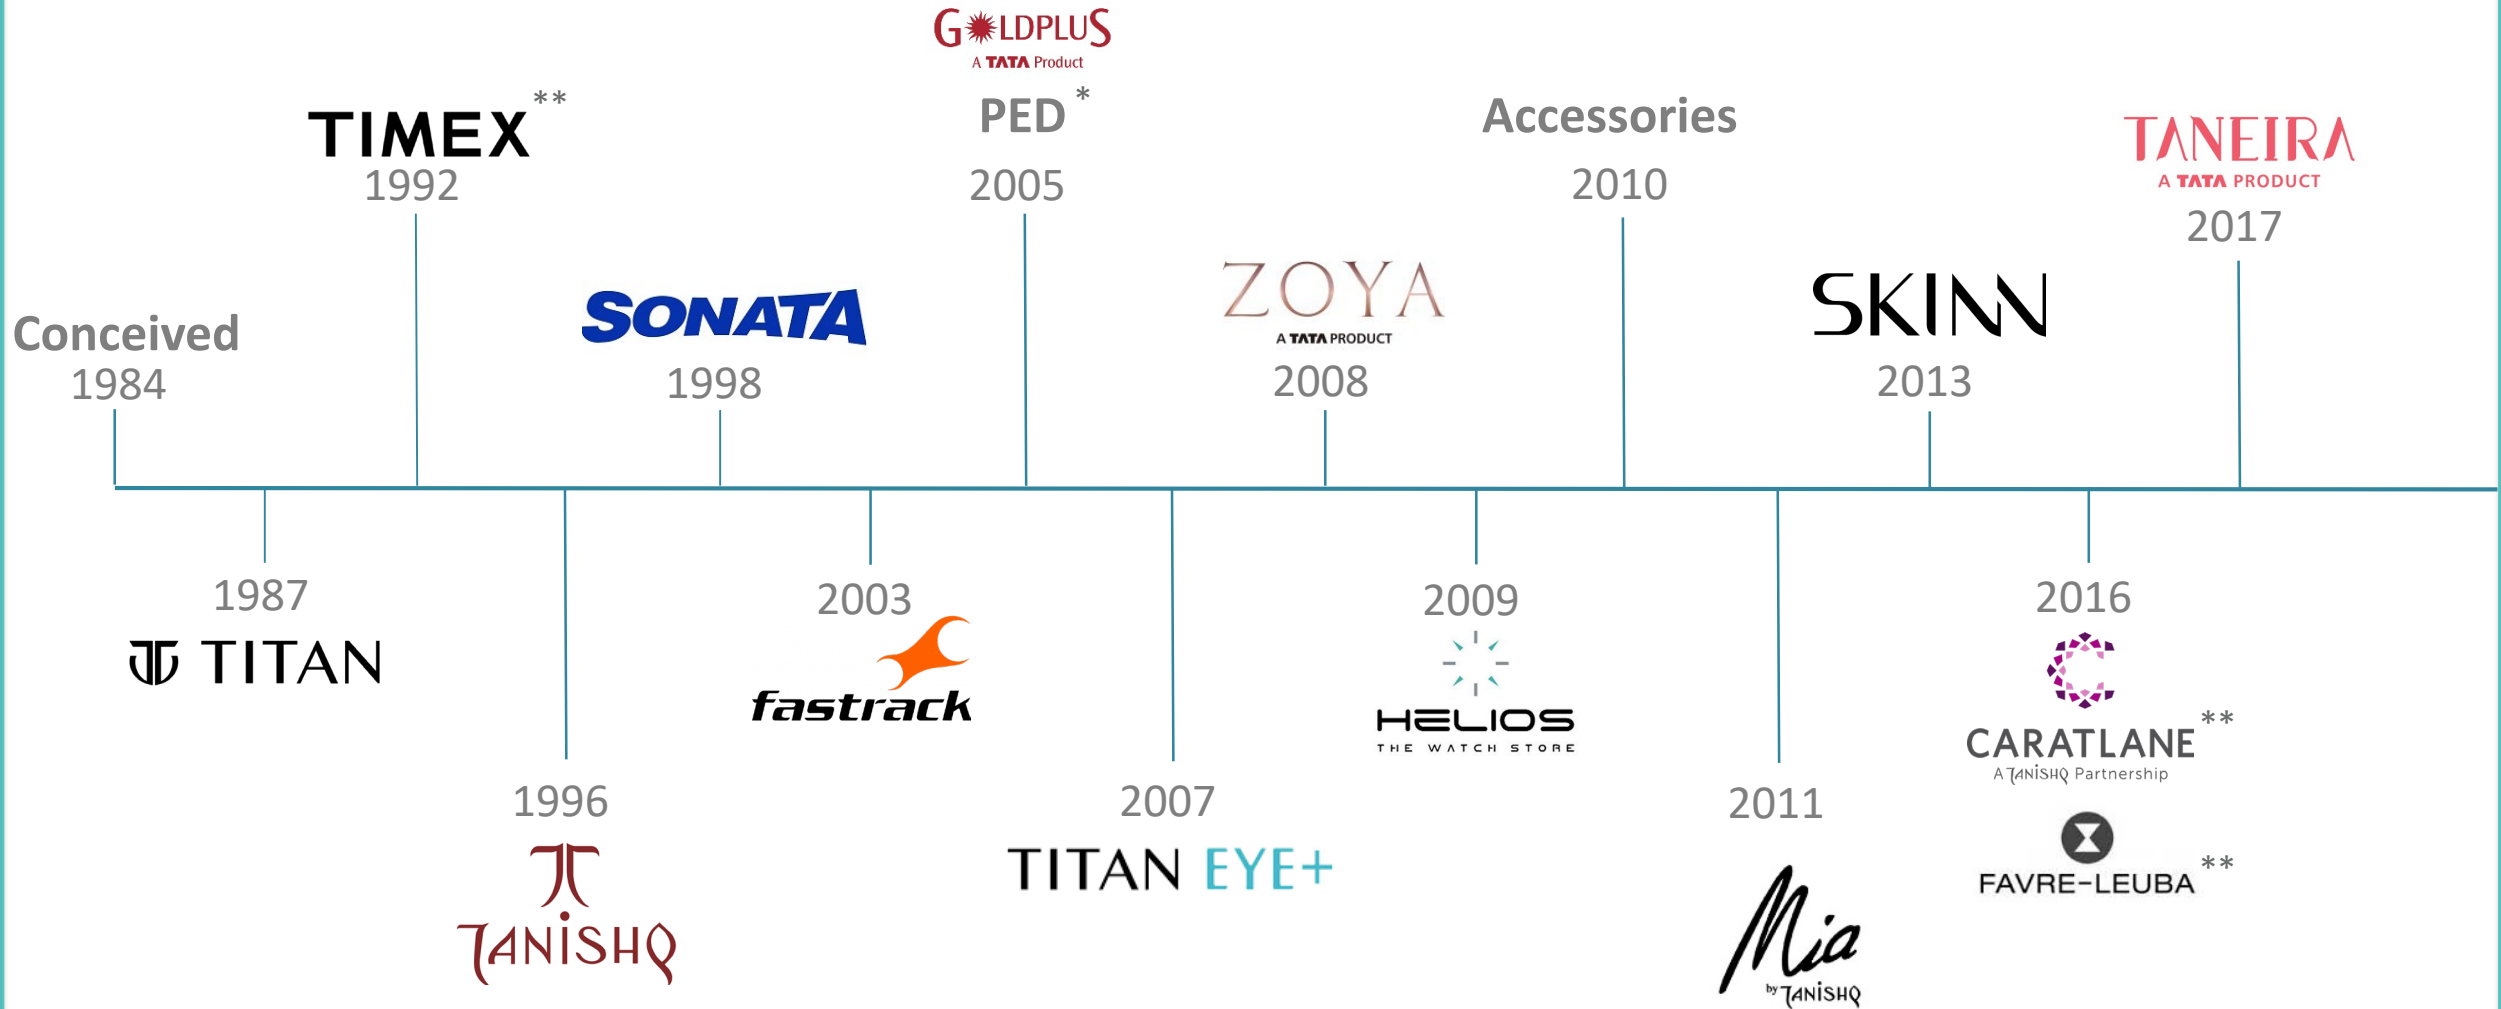 GOLDPLUS
A TATA Product
TIMEX **
1992
PED *
2005
Accessories
2010
TANEIRA
A TATA PRODUCT
2017
Conceived
1984
SONATA
1998
ZOYA
A TATA PRODUCT
2008
SKINN
2013
1987
TITAN
2003
fastrack
2009
HELIOS
THE WATCH STORE
2016
CARATLANE **
A TANISHQ Partnership
FAVRE-LEUBA **
1996
TANISHQ
2007
TITAN EYE+
2011
Mia
by TANISHQ